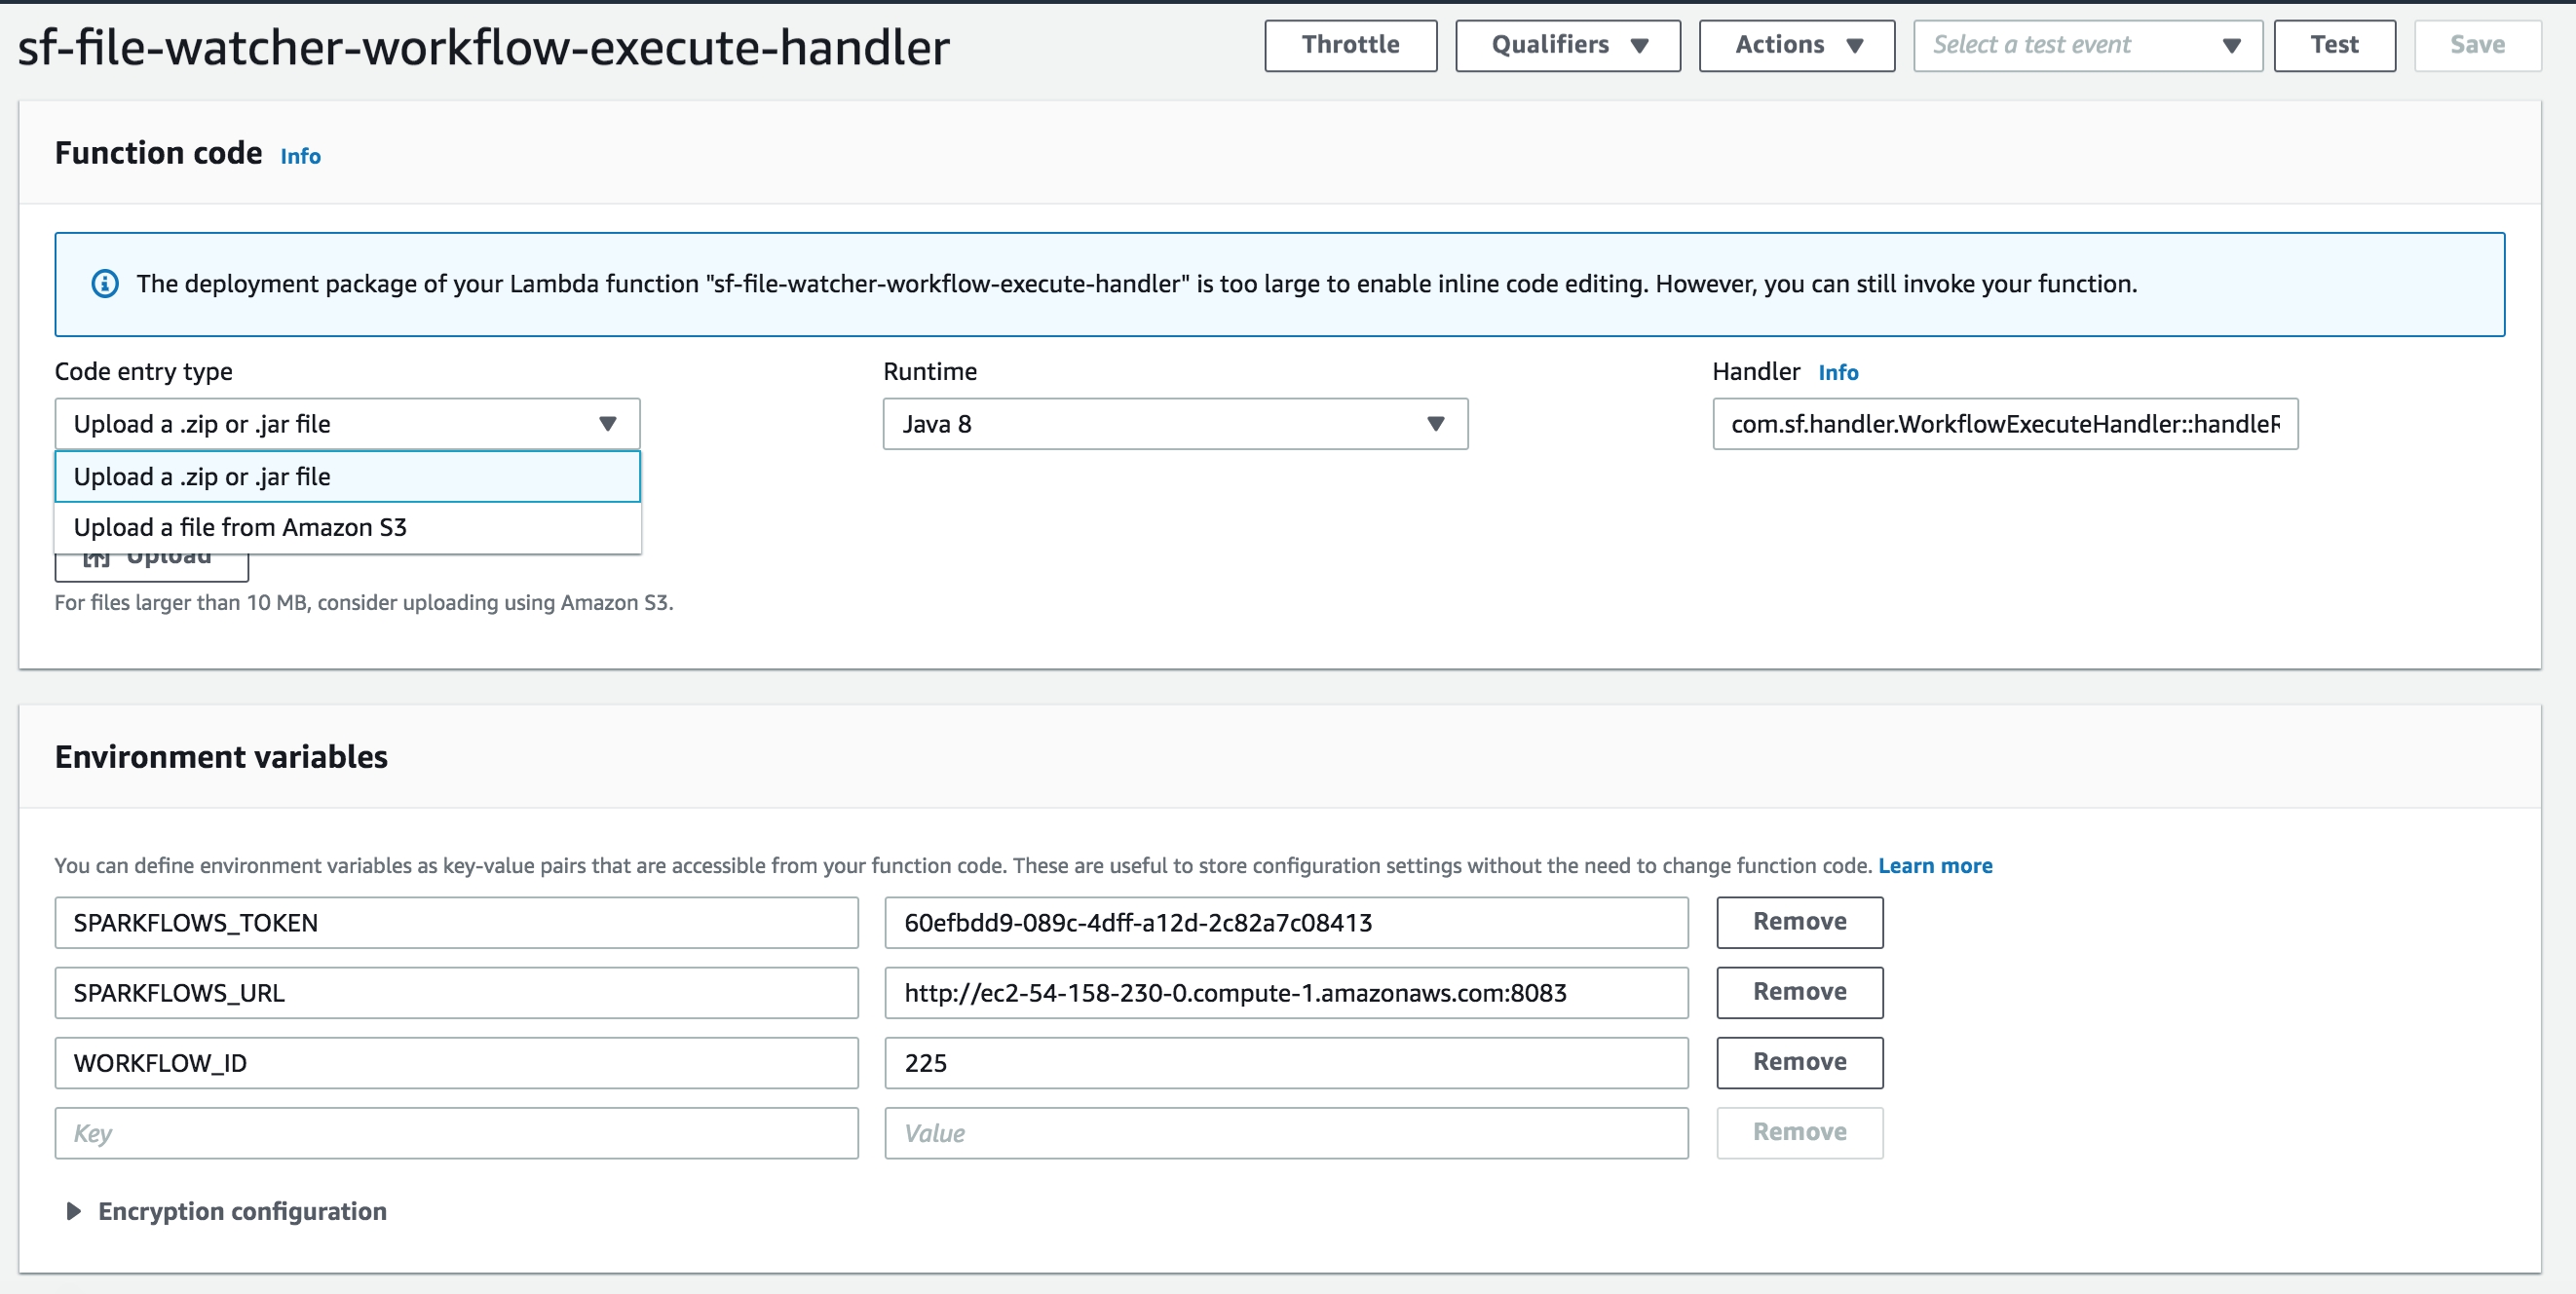 sf-file-watcher-workflow-execute-handler
Throttle
Qualifiers
Actions
Select a test event
Test
Save
Function code Info
The deployment package of your Lambda function "sf-file-watcher-workflow-execute-handler" is too large to enable inline code editing. However, you can still invoke your function.
Code entry type
Runtime
Handler Info
Upload a .zip or .jar file
Java 8
com.sf.handler.WorkflowExecuteHandler::handleR
Upload a .zip or .jar file
Upload a file from Amazon S3
Upload
For files larger than 10 MB, consider uploading using Amazon S3.
Environment variables
You can define environment variables as key-value pairs that are accessible from your function code. These are useful to store configuration settings without the need to change function code. Learn more
SPARKFLOWS_TOKEN
60efbdd9-089c-4dff-a12d-2c82a7c08413
Remove
SPARKFLOWS_URL
http://ec2-54-158-230-0.compute-1.amazonaws.com:8083
Remove
WORKFLOW_ID
225
Remove
Key
Value
Remove
Encryption configuration